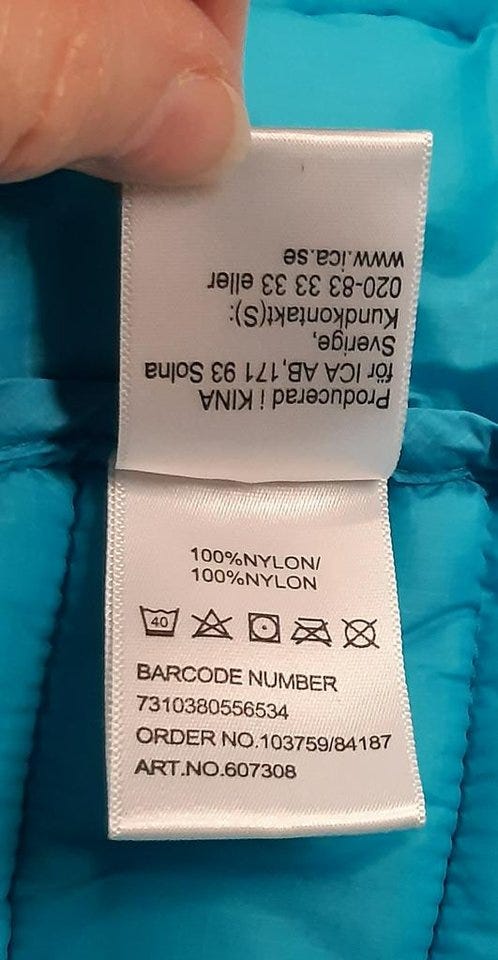 Producerad i KINA
för ICA AB,171 93 Solna
Sverige,
Kundkontakt(S):
020-83 33 33 eller
www.ica.se
100%NYLON/
100%NYLON
40
BARCODE NUMBER
7310380556534
ORDER NO.103759/84187
ART.NO.607308